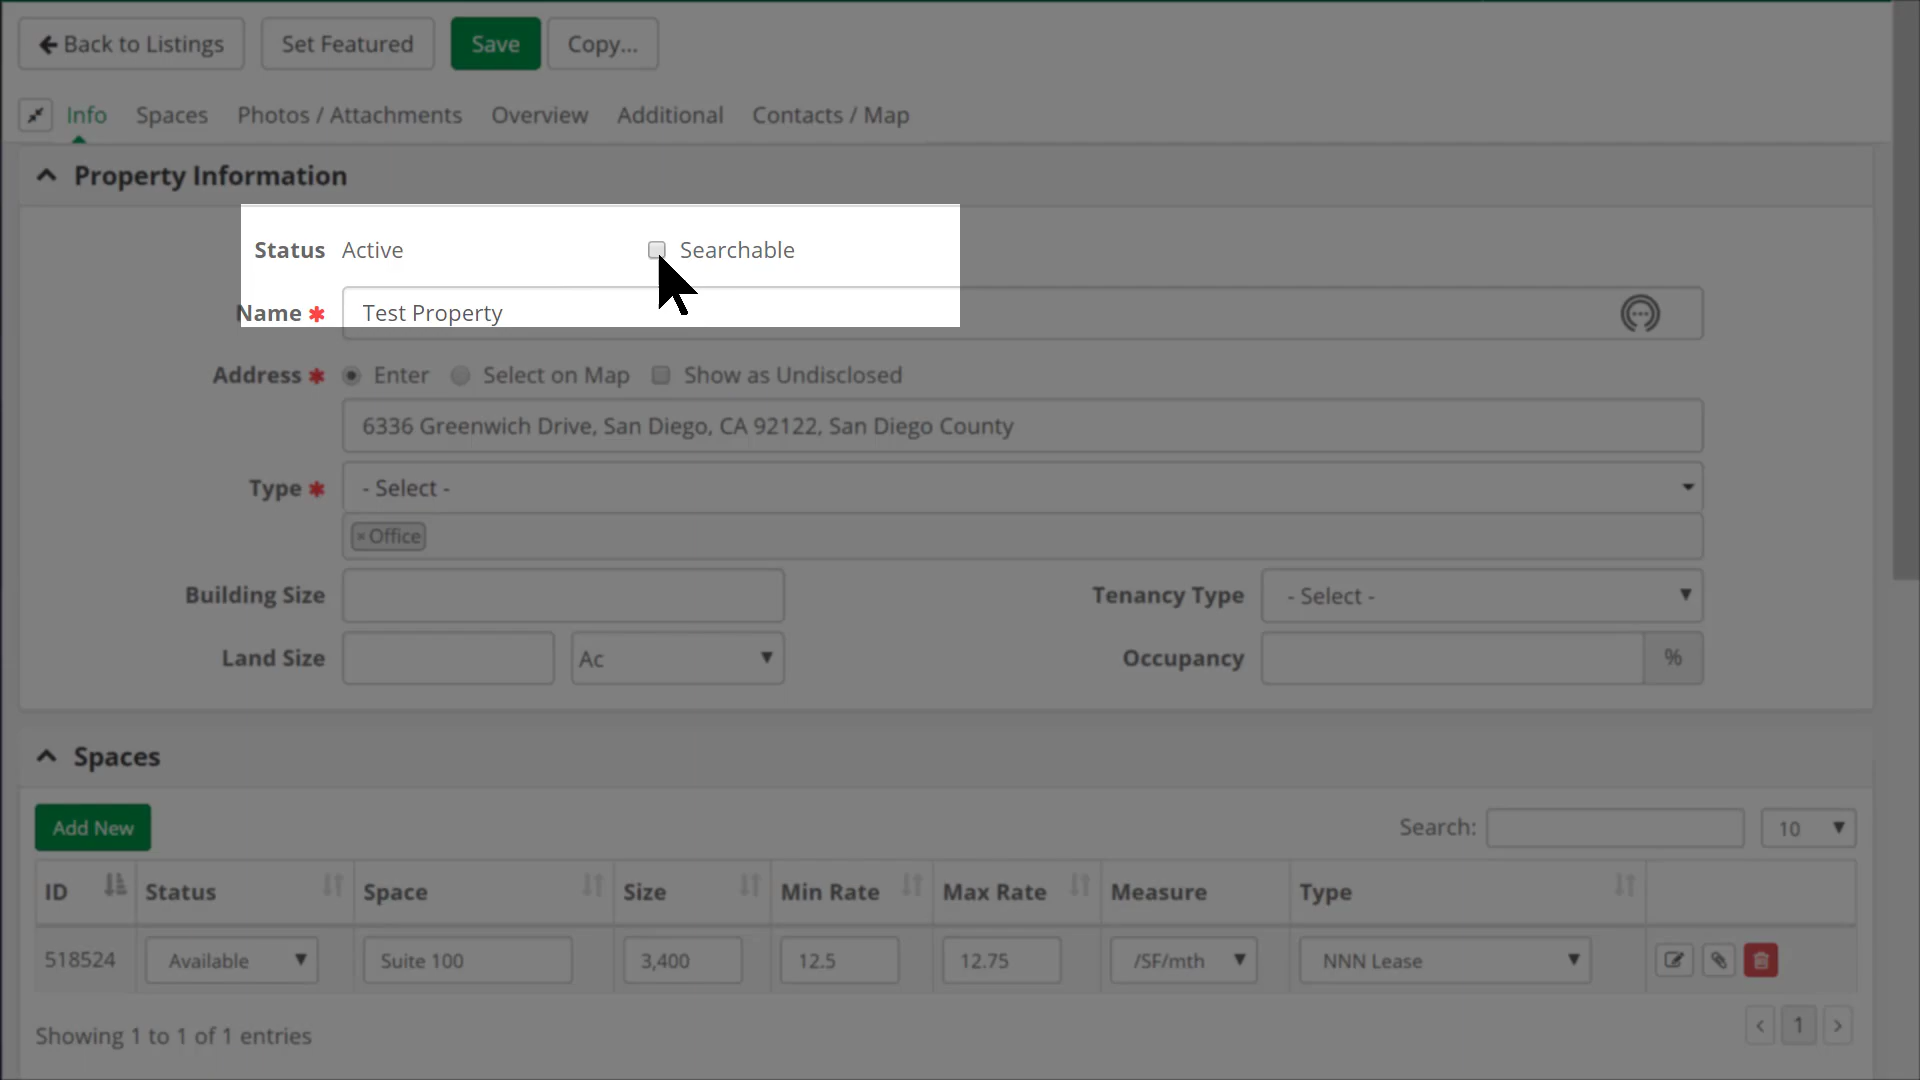 Back to Listings Set Featured Save Copy...
Info Spaces Photos / Attachments Overview Additional Contacts / Map
Property Information
Status Active Searchable
Name * Test Property
Address * Enter Select on Map Show as Undisclosed
6336 Greenwich Drive, San Diego, CA 92122, San Diego County
Type * - Select -
× Office
Building Size Tenancy Type - Select -
Land Size Ac Occupancy %
Spaces
Add New Search: 10
ID Status Space Size Min Rate Max Rate Measure Type
518524 Available Suite 100 3,400 12.5 12.75 /SF/mth NNN Lease
Showing 1 to 1 of 1 entries ‹ 1 ›